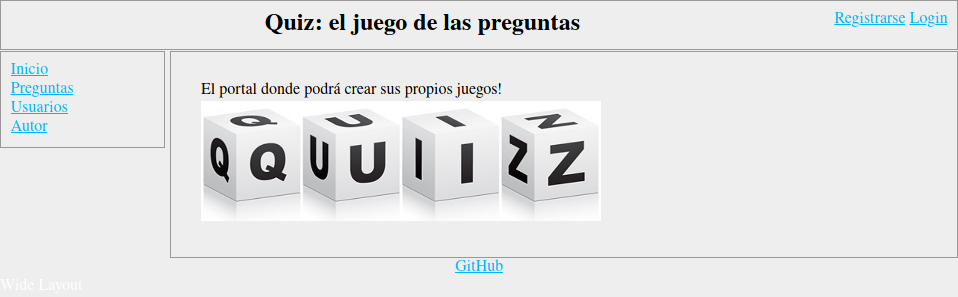 Quiz: el juego de las preguntas
Registrarse Login
Inicio
Preguntas
Usuarios
Autor
El portal donde podrá crear sus propios juegos!
Q Q U U I I Z Z
Q U I Z
GitHub
Wide Layout